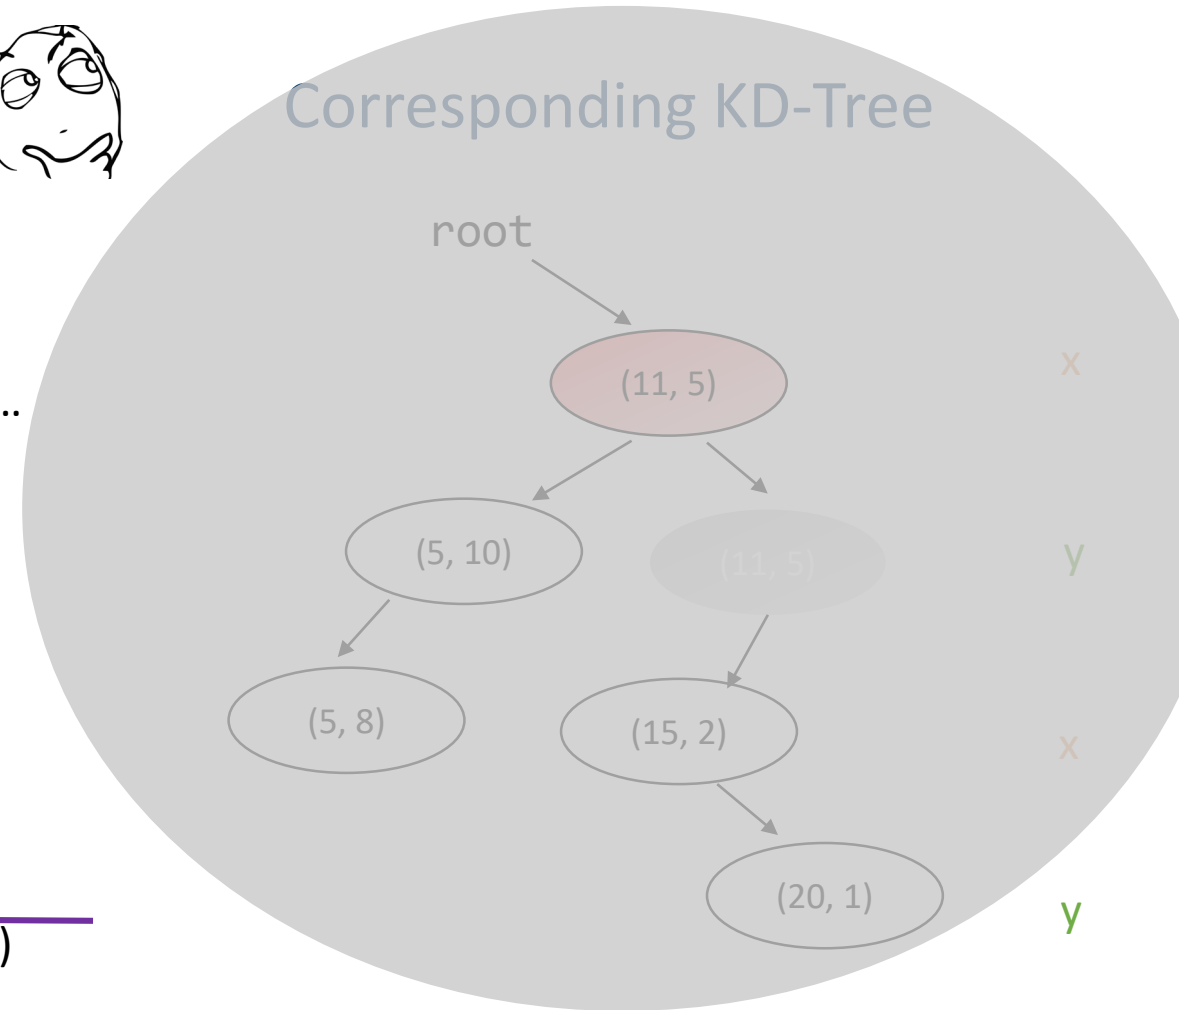 Corresponding KD-Tree
root
(11, 5)
x
..
(5, 10)
(11, 5)
y
(5, 8)
(15, 2)
x
(20, 1)
y
)